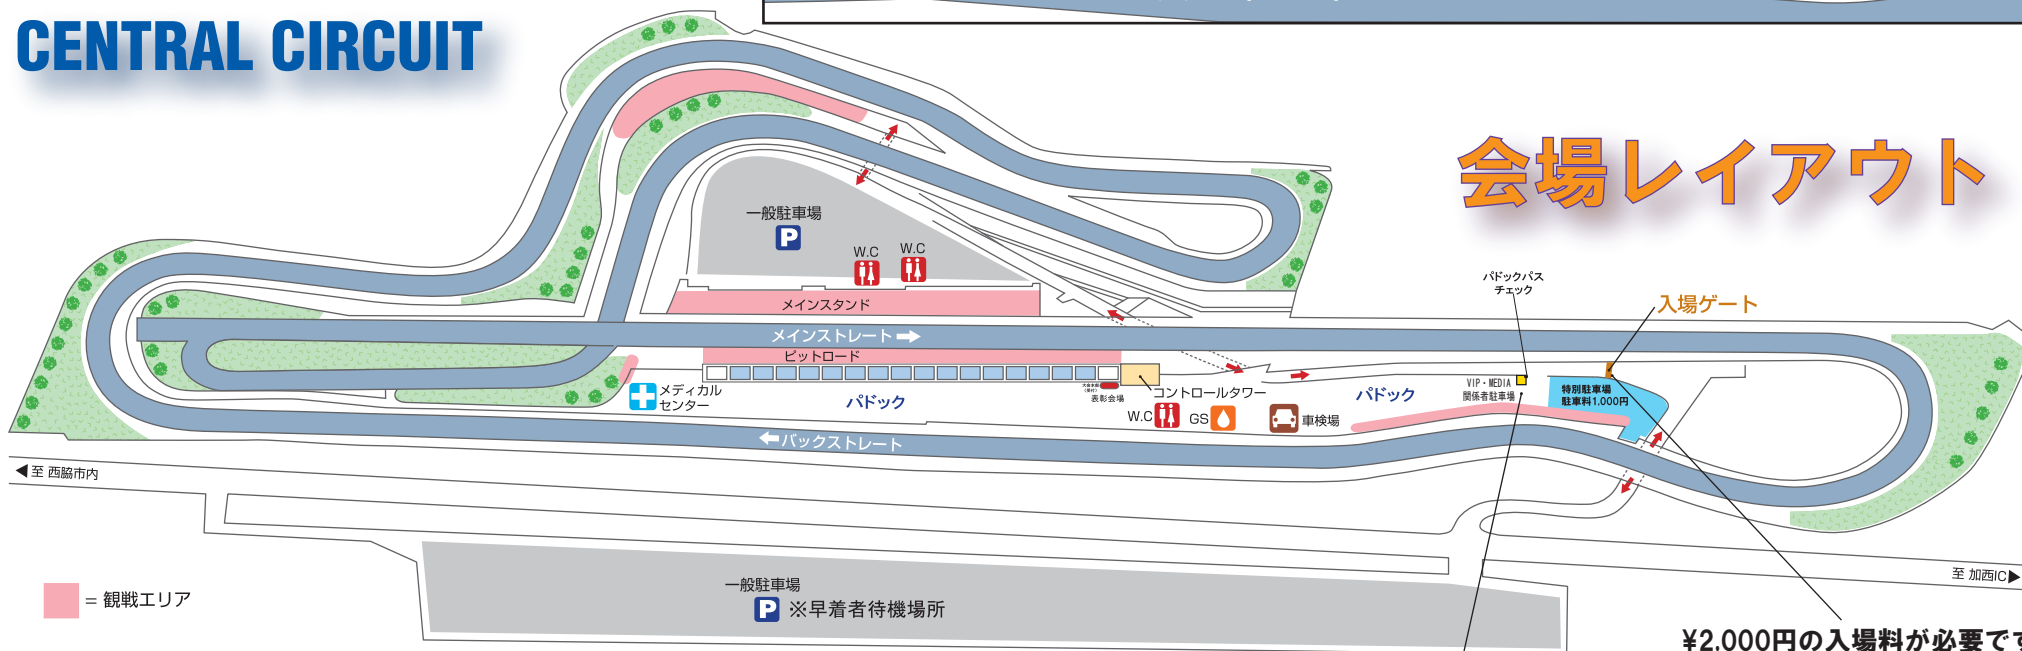 CENTRAL CIRCUIT
会場レイアウト
一般駐車場
P
W.C
W.C
メインスタンド
パドックパス
チェック
入場ゲート
メインストレート
ピットロード
メディカル
センター
パドック
表彰会場
コントロールタワー
W.C
GS
車検場
パドック
VIP・MEDIA
関係者駐車場
特別駐車場
駐車料1.000円
バックストレート
至 西脇市内
至 加西IC
= 観戦エリア
一般駐車場
P ※早着者待機場所
¥2.000円の入場料が必要です